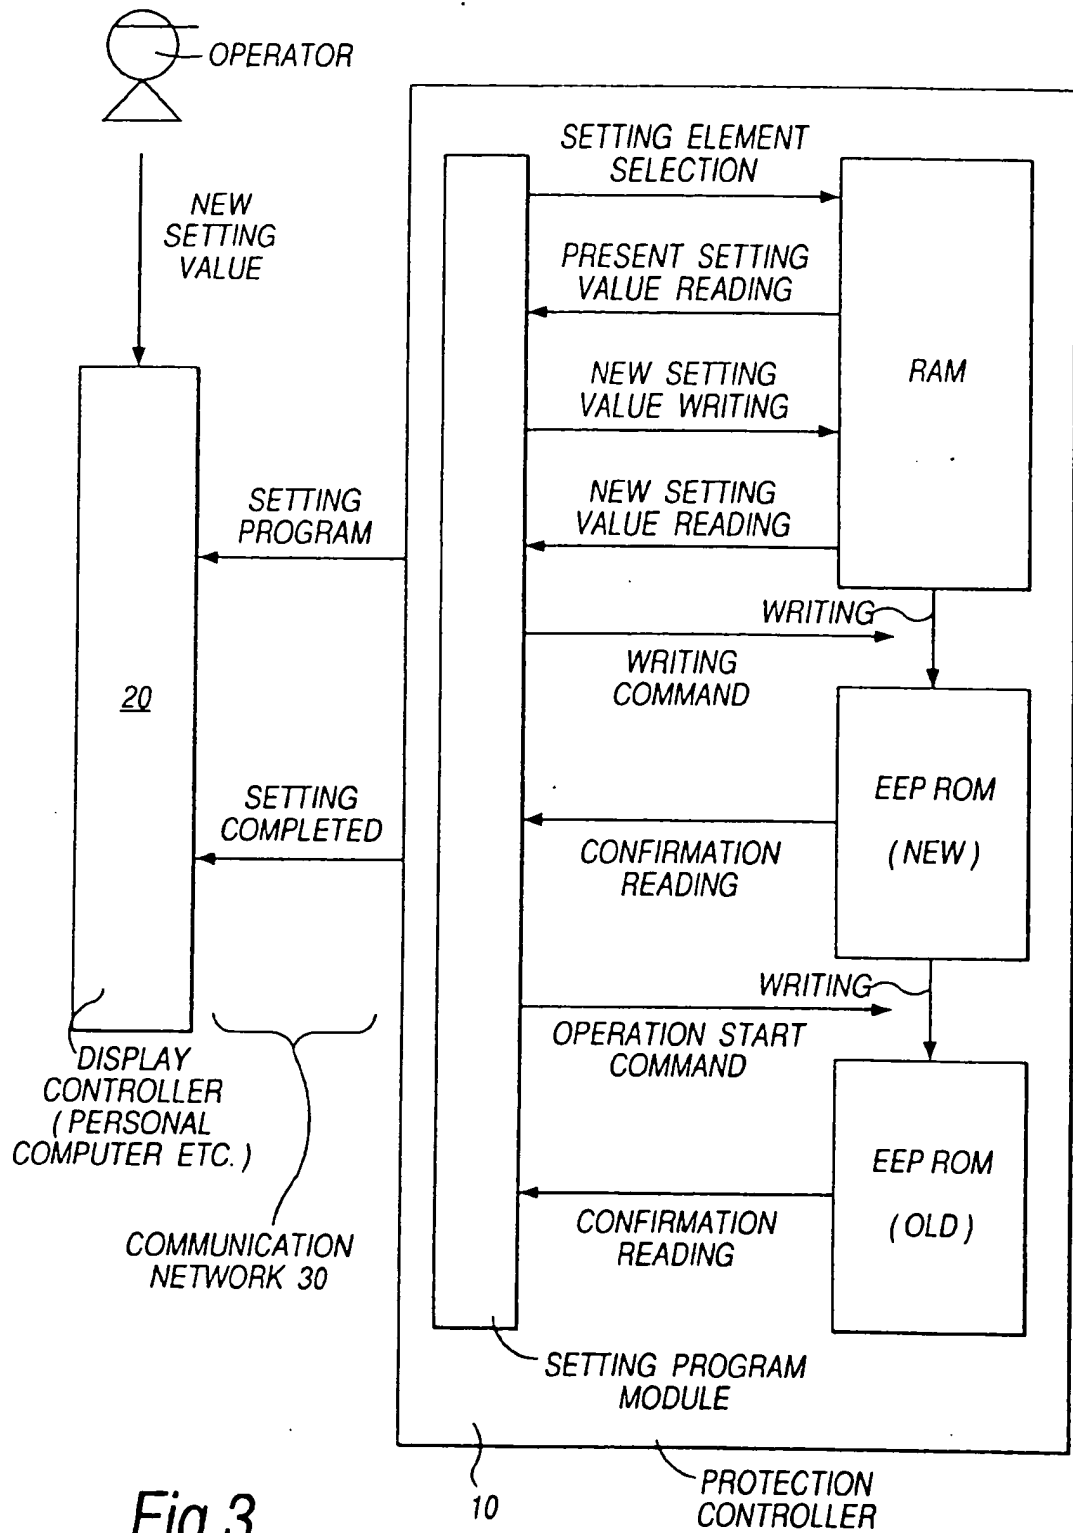 OPERATOR
NEW
SETTING
VALUE
SETTING ELEMENT
SELECTION
PRESENT SETTING
VALUE READING
NEW SETTING
VALUE WRITING
NEW SETTING
VALUE READING
RAM
SETTING
PROGRAM
WRITING
WRITING
COMMAND
20
EEP ROM
(NEW)
SETTING
COMPLETED
CONFIRMATION
READING
WRITING
OPERATION START
COMMAND
DISPLAY
CONTROLLER
(PERSONAL
COMPUTER ETC.)
EEP ROM
(OLD)
CONFIRMATION
READING
COMMUNICATION
NETWORK 30
SETTING PROGRAM
MODULE
10
PROTECTION
CONTROLLER
Fig. 3